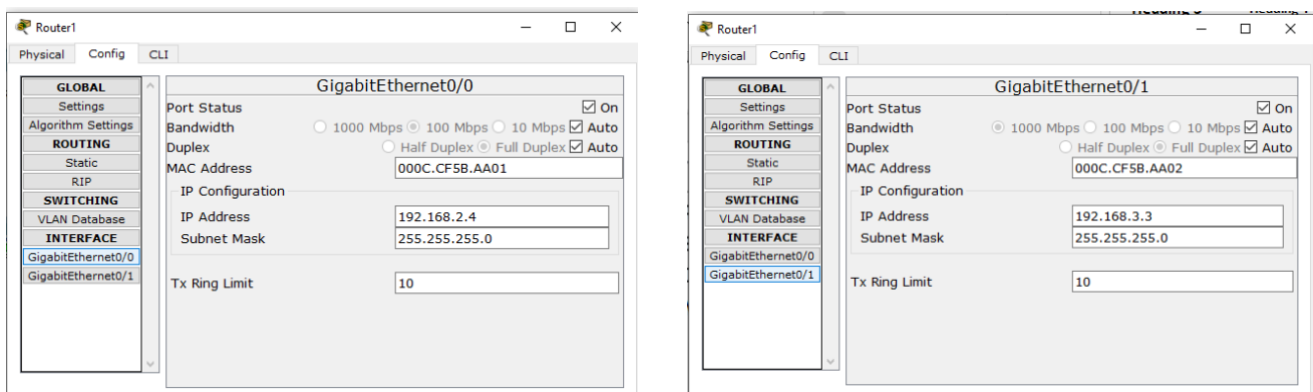 Router1
Physical Config CLI
GLOBAL
Settings
Algorithm Settings
ROUTING
Static
RIP
SWITCHING
VLAN Database
INTERFACE
GigabitEthernet0/0
GigabitEthernet0/1
GigabitEthernet0/0
Port Status On
Bandwidth 1000 Mbps 100 Mbps 10 Mbps Auto
Duplex Half Duplex Full Duplex Auto
MAC Address 000C.CF5B.AA01
IP Configuration
IP Address 192.168.2.4
Subnet Mask 255.255.255.0
Tx Ring Limit 10
Router1
Physical Config CLI
GLOBAL
Settings
Algorithm Settings
ROUTING
Static
RIP
SWITCHING
VLAN Database
INTERFACE
GigabitEthernet0/0
GigabitEthernet0/1
GigabitEthernet0/1
Port Status On
Bandwidth 1000 Mbps 100 Mbps 10 Mbps Auto
Duplex Half Duplex Full Duplex Auto
MAC Address 000C.CF5B.AA02
IP Configuration
IP Address 192.168.3.3
Subnet Mask 255.255.255.0
Tx Ring Limit 10